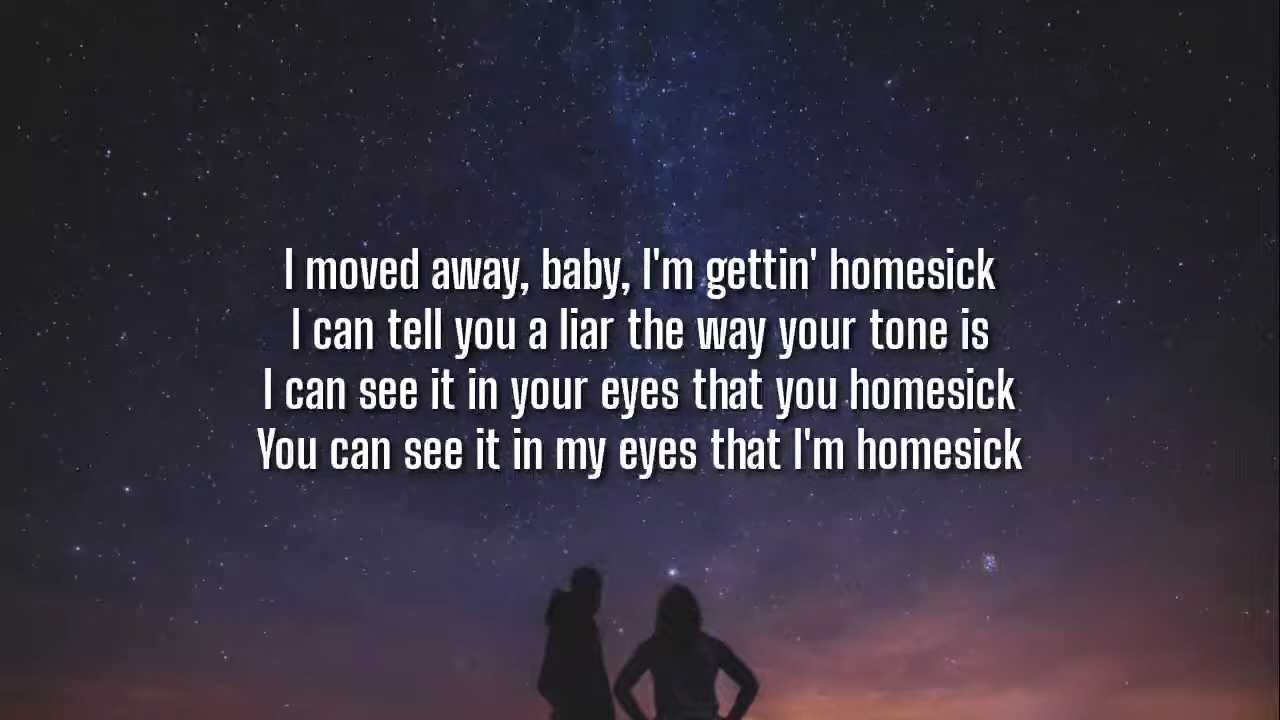 I moved away, baby, I'm gettin' homesick
I can tell you a liar the way your tone is
I can see it in your eyes that you homesick
You can see it in my eyes that I'm homesick